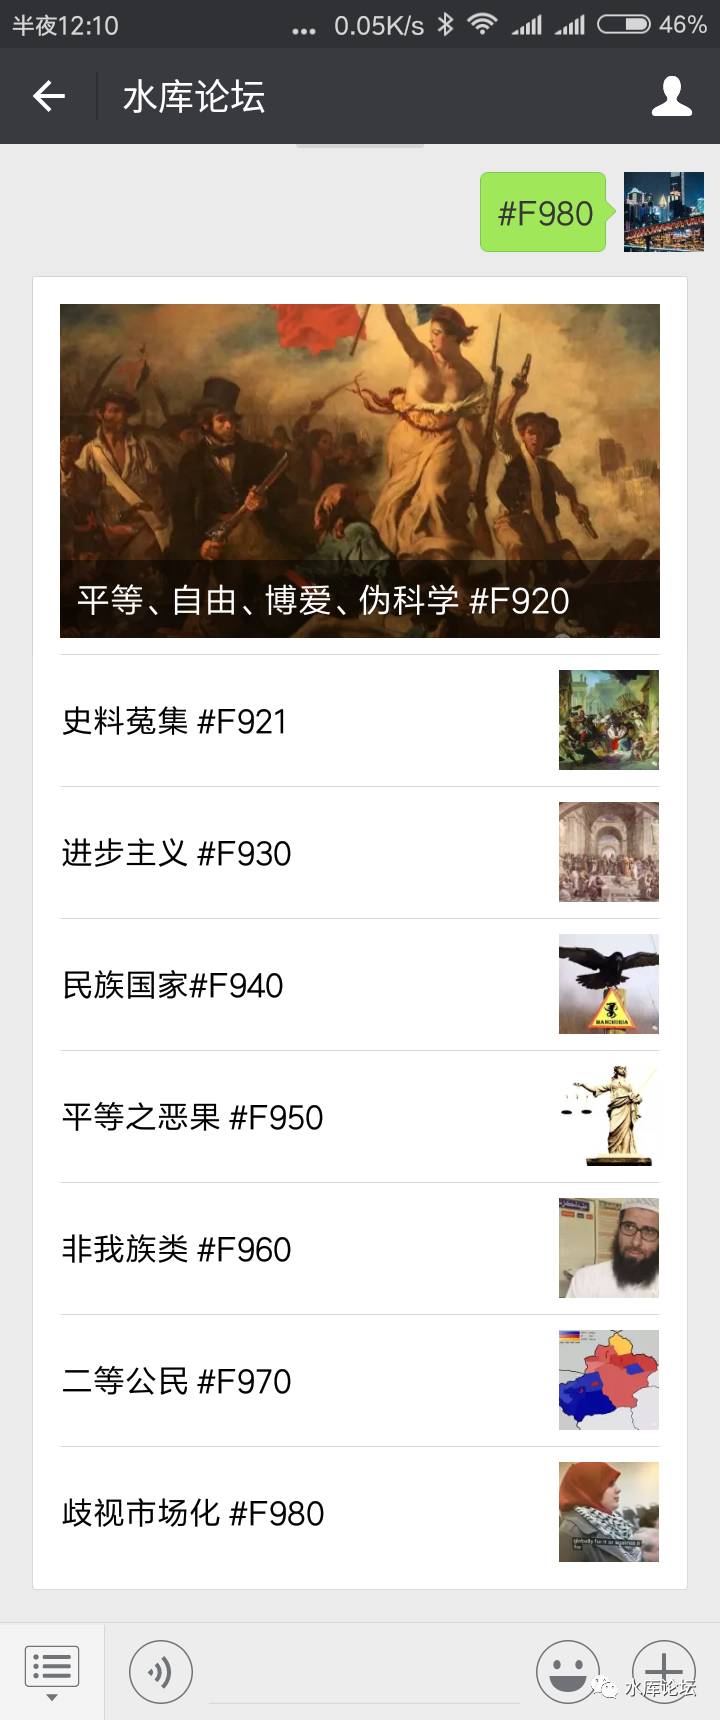 半夜12:10
... 0.05K/s 46%
水库论坛
#F980
平等、自由、博爱、伪科学 #F920
史料菟集 #F921
进步主义 #F930
民族国家#F940
MANCHURIA
平等之恶果 #F950
非我族类 #F960
二等公民 #F970
歧视市场化 #F980
水库论坛